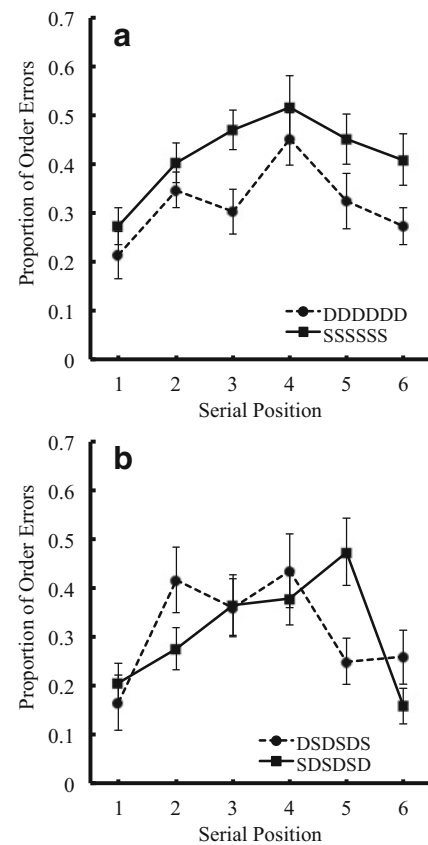 a
0.7
0.6
0.5
0.4
0.3
0.2
0.1
0
Proportion of Order Errors
DDDDDD
SSSSSS
1 2 3 4 5 6
Serial Position
b
0.7
0.6
0.5
0.4
0.3
0.2
0.1
0
Proportion of Order Errors
DSDSDS
SDSDSD
1 2 3 4 5 6
Serial Position